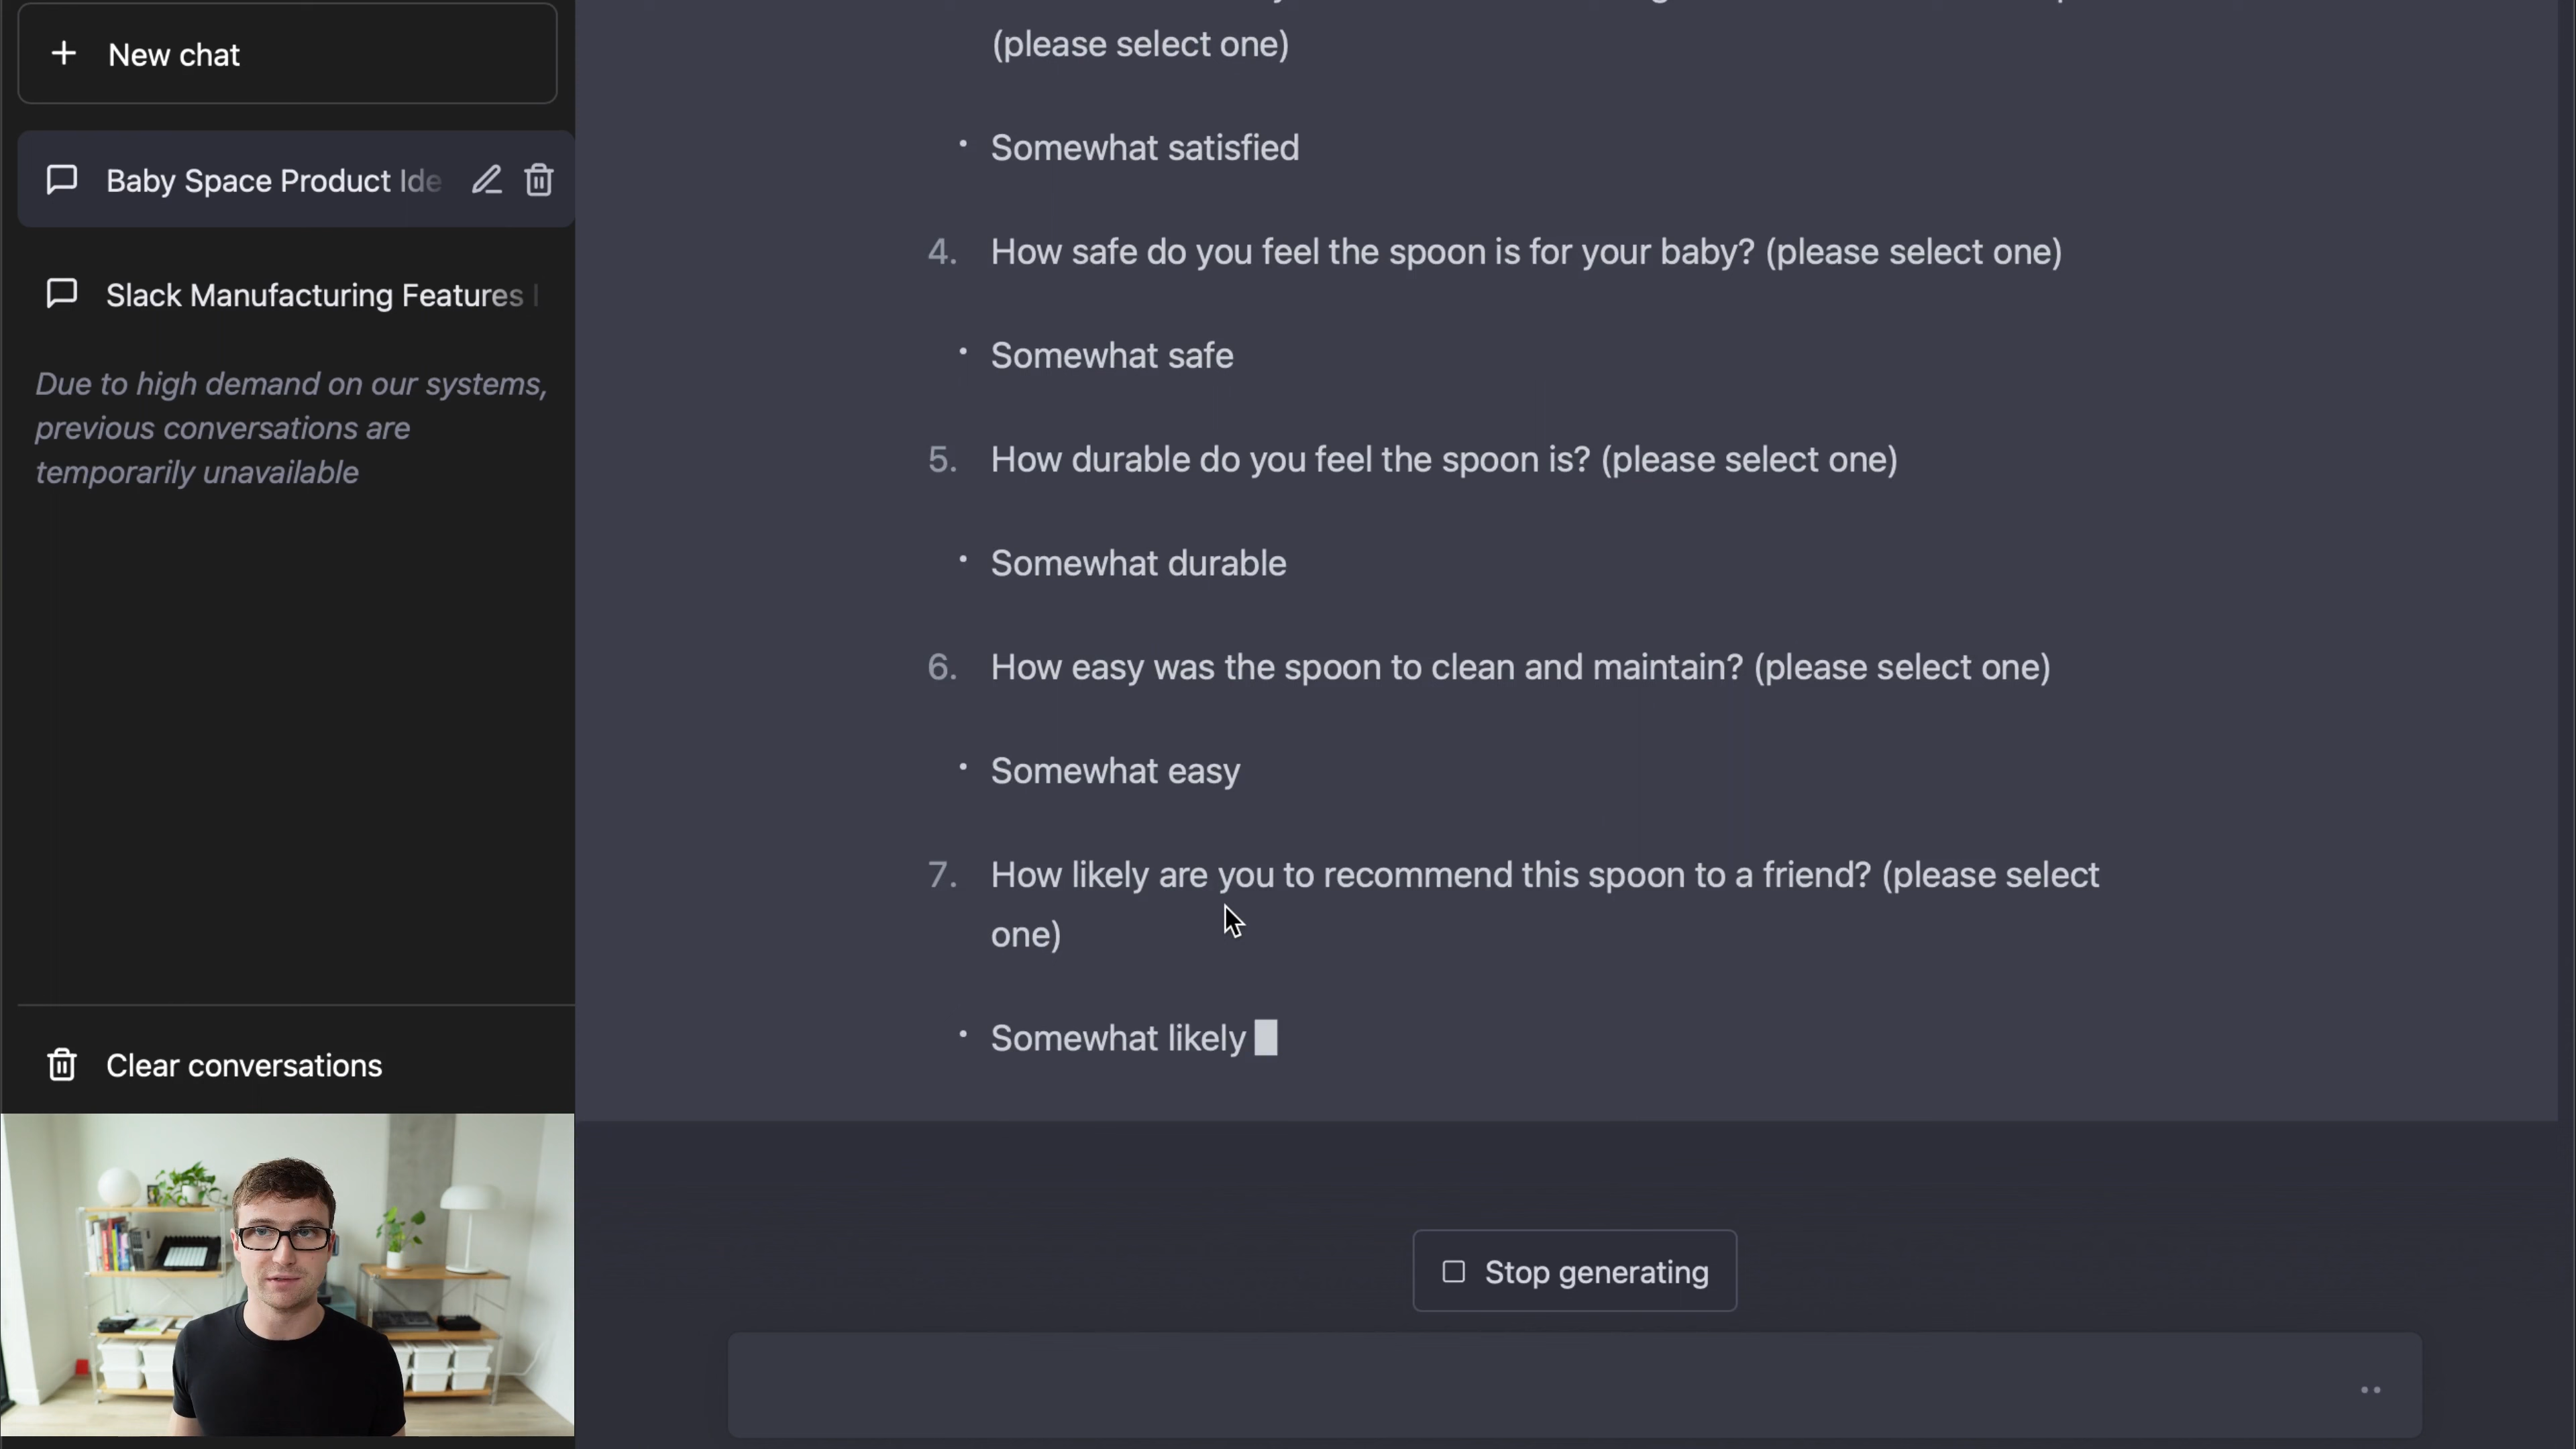 New chat
Baby Space Product Ide
Slack Manufacturing Features
Due to high demand on our systems,
previous conversations are
temporarily unavailable
Clear conversations
(please select one)
• Somewhat satisfied
4. How safe do you feel the spoon is for your baby? (please select one)
• Somewhat safe
5. How durable do you feel the spoon is? (please select one)
• Somewhat durable
6. How easy was the spoon to clean and maintain? (please select one)
• Somewhat easy
7. How likely are you to recommend this spoon to a friend? (please select
one)
• Somewhat likely
Stop generating